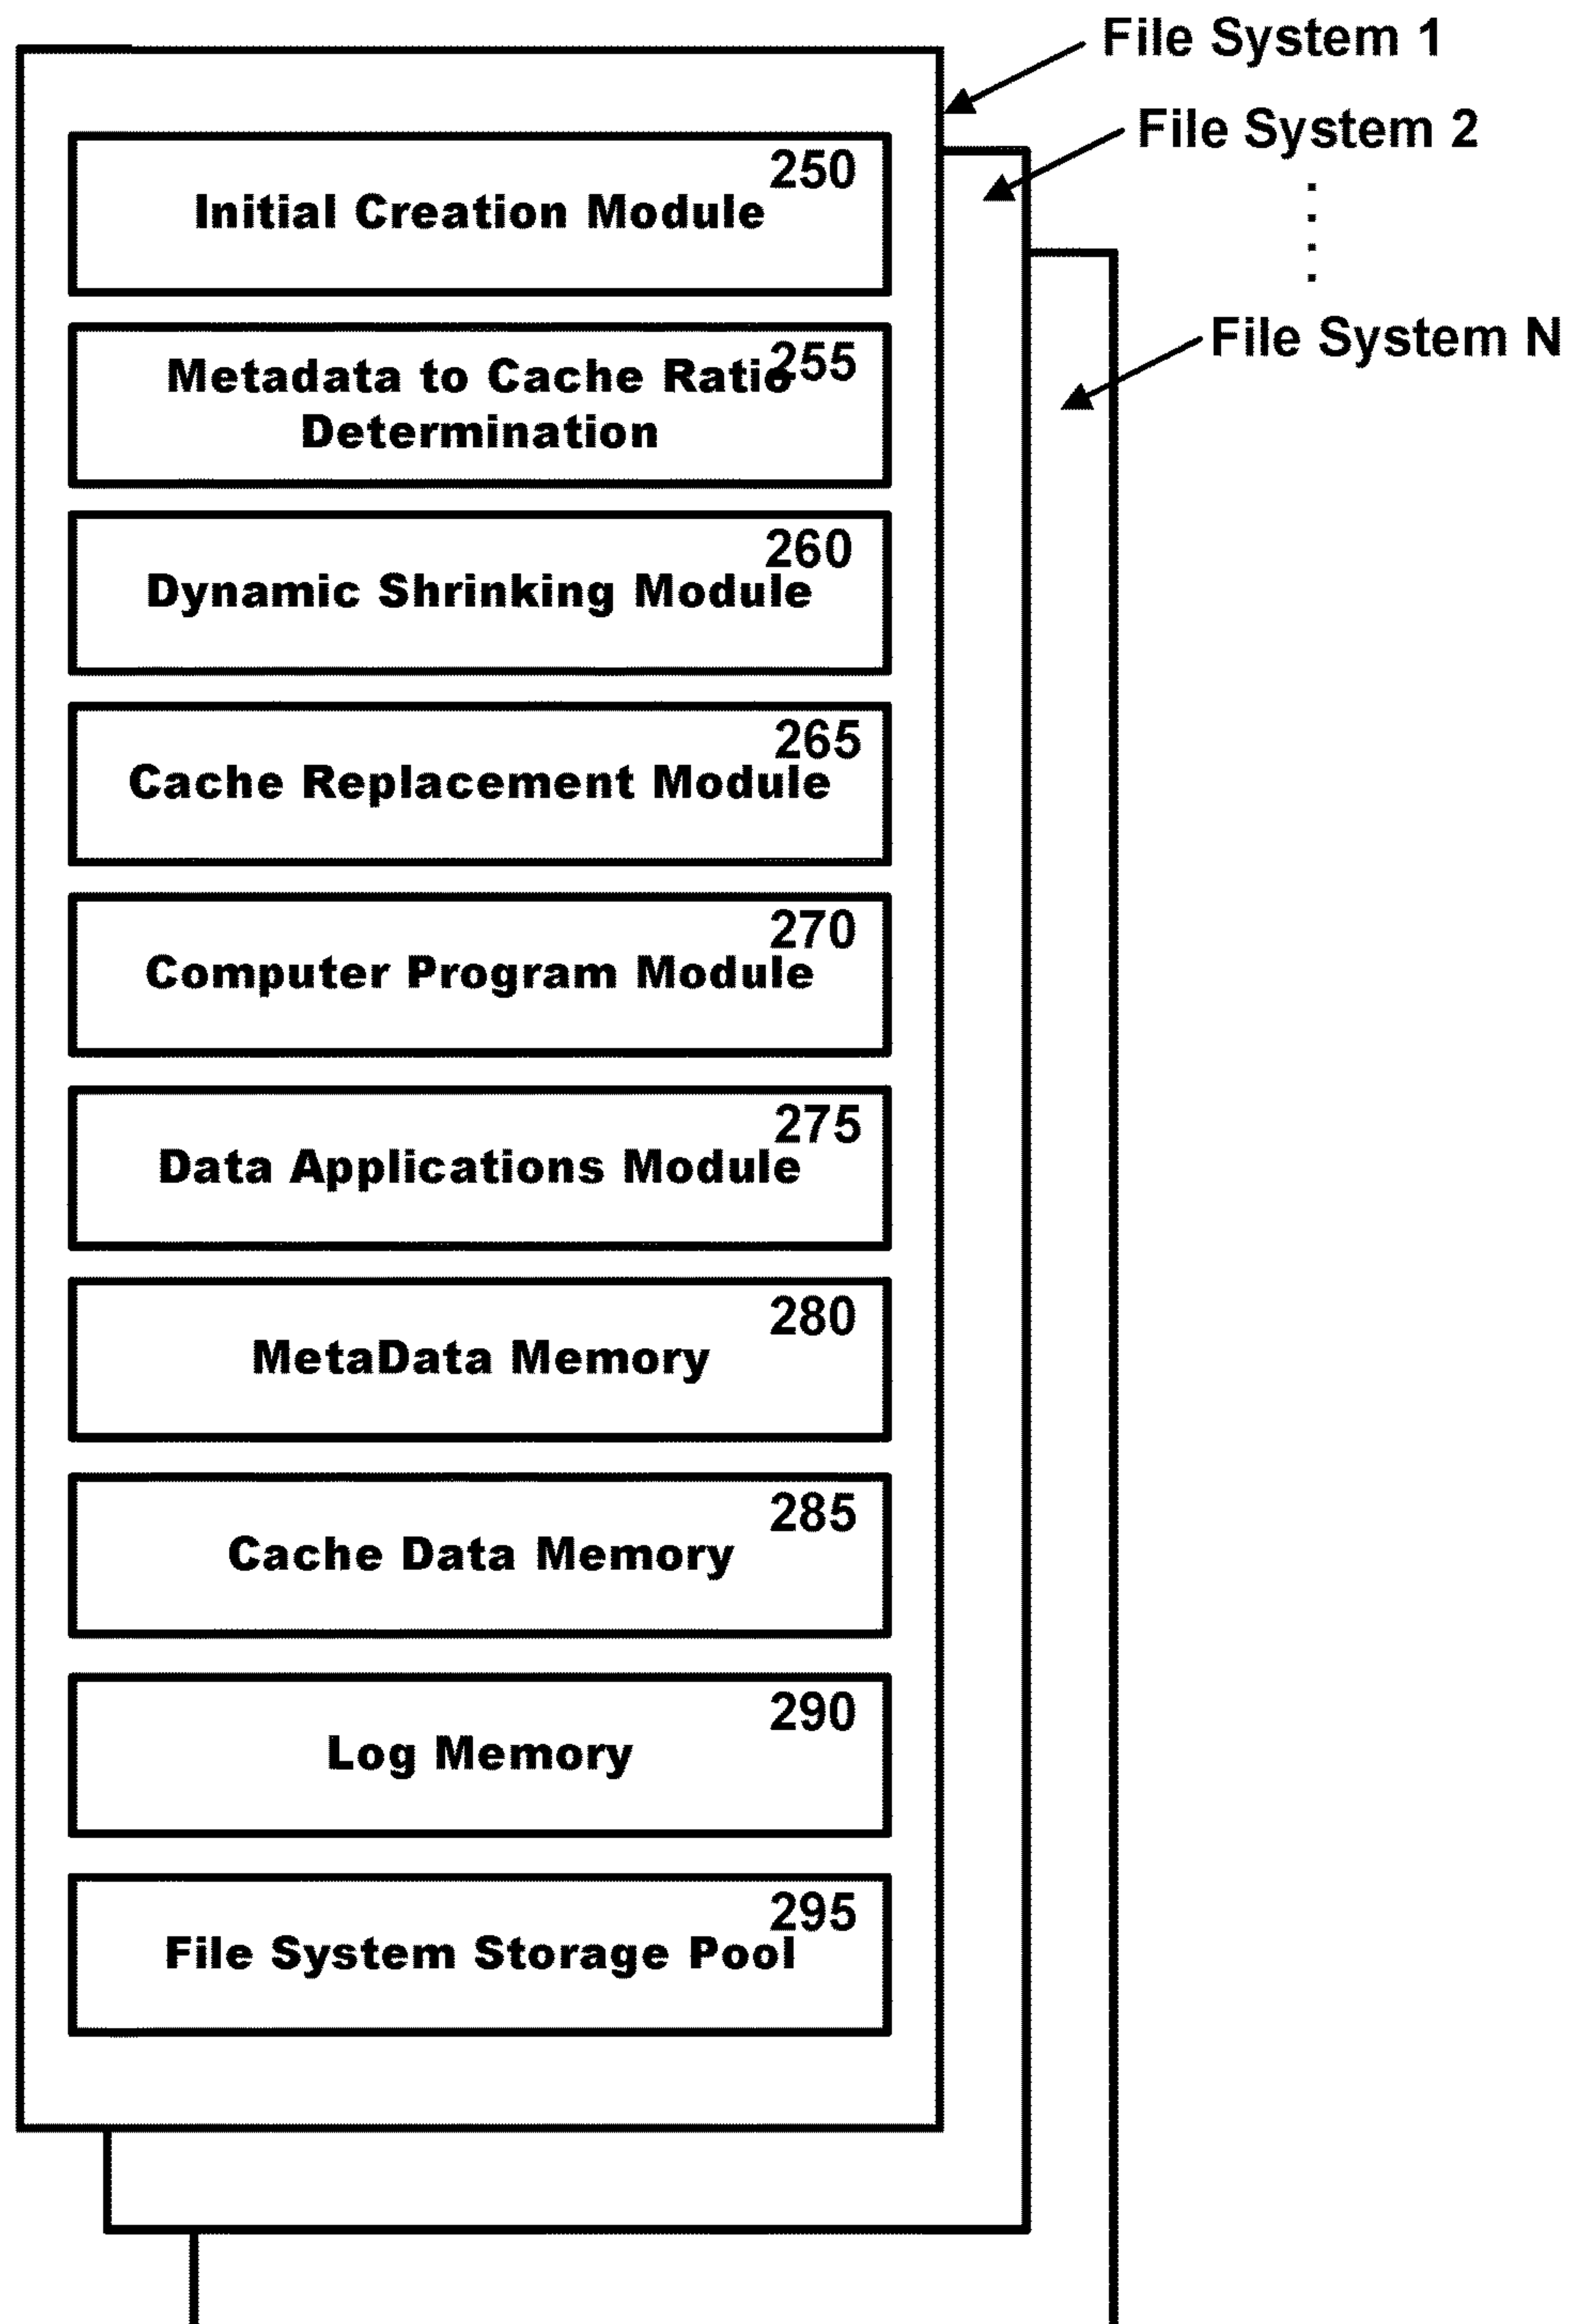 File System 1
File System 2
File System N
250
Initial Creation Module
255
Metadata to Cache Ratio
Determination
260
Dynamic Shrinking Module
265
Cache Replacement Module
270
Computer Program Module
275
Data Applications Module
280
MetaData Memory
285
Cache Data Memory
290
Log Memory
295
File System Storage Pool